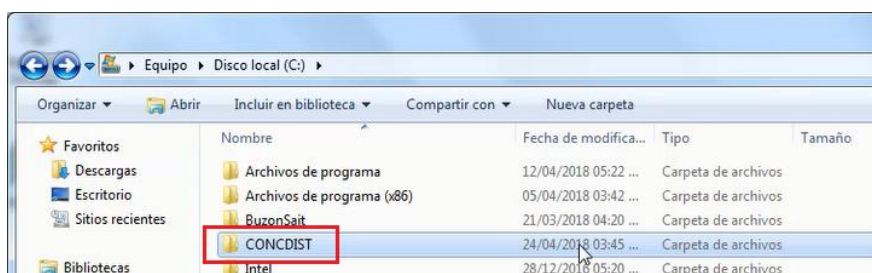 Equipo Disco local (C:)
Organizar Abrir Incluir en biblioteca Compartir con Nueva carpeta
Favoritos
Descargas
Escritorio
Sitios recientes
Bibliotecas
Nombre Fecha de modifica... Tipo Tamaño
Archivos de programa 12/04/2018 05:22 ... Carpeta de archivos
Archivos de programa (x86) 05/04/2018 03:42 ... Carpeta de archivos
BuzonSait 21/03/2018 04:20 ... Carpeta de archivos
CONCDIST 24/04/2018 03:45 ... Carpeta de archivos
Intel 28/12/2016 05:20 ... Carpeta de archivos